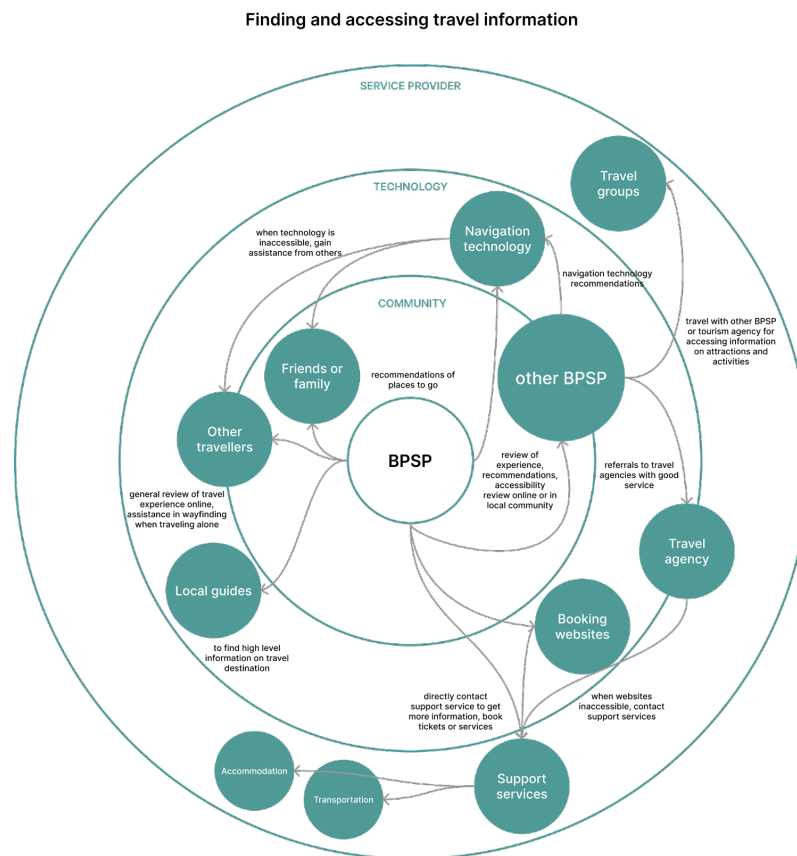 Finding and accessing travel information
SERVICE PROVIDER
Travel
groups
TECHNOLOGY
Navigation
technology
when technology is
inaccessible, gain
assistance from others
navigation technology
recommendations
COMMUNITY
travel with other BPSP
or tourism agency for
accessing information
on attractions and
activities
Friends or
family
recommendations of
places to go
other BPSP
Other
travellers
BPSP
review of
experience,
recommendations,
accessibility
review online or in
local community
referrals to travel
agencies with good
service
general review of travel
experience online,
assistance in wayfinding
when traveling alone
Travel
agency
Local guides
Booking
websites
to find high level
information on travel
destination
directly contact
support service to get
more information, book
tickets or services
when websites
inaccessible, contact
support services
Accommodation
Transportation
Support
services